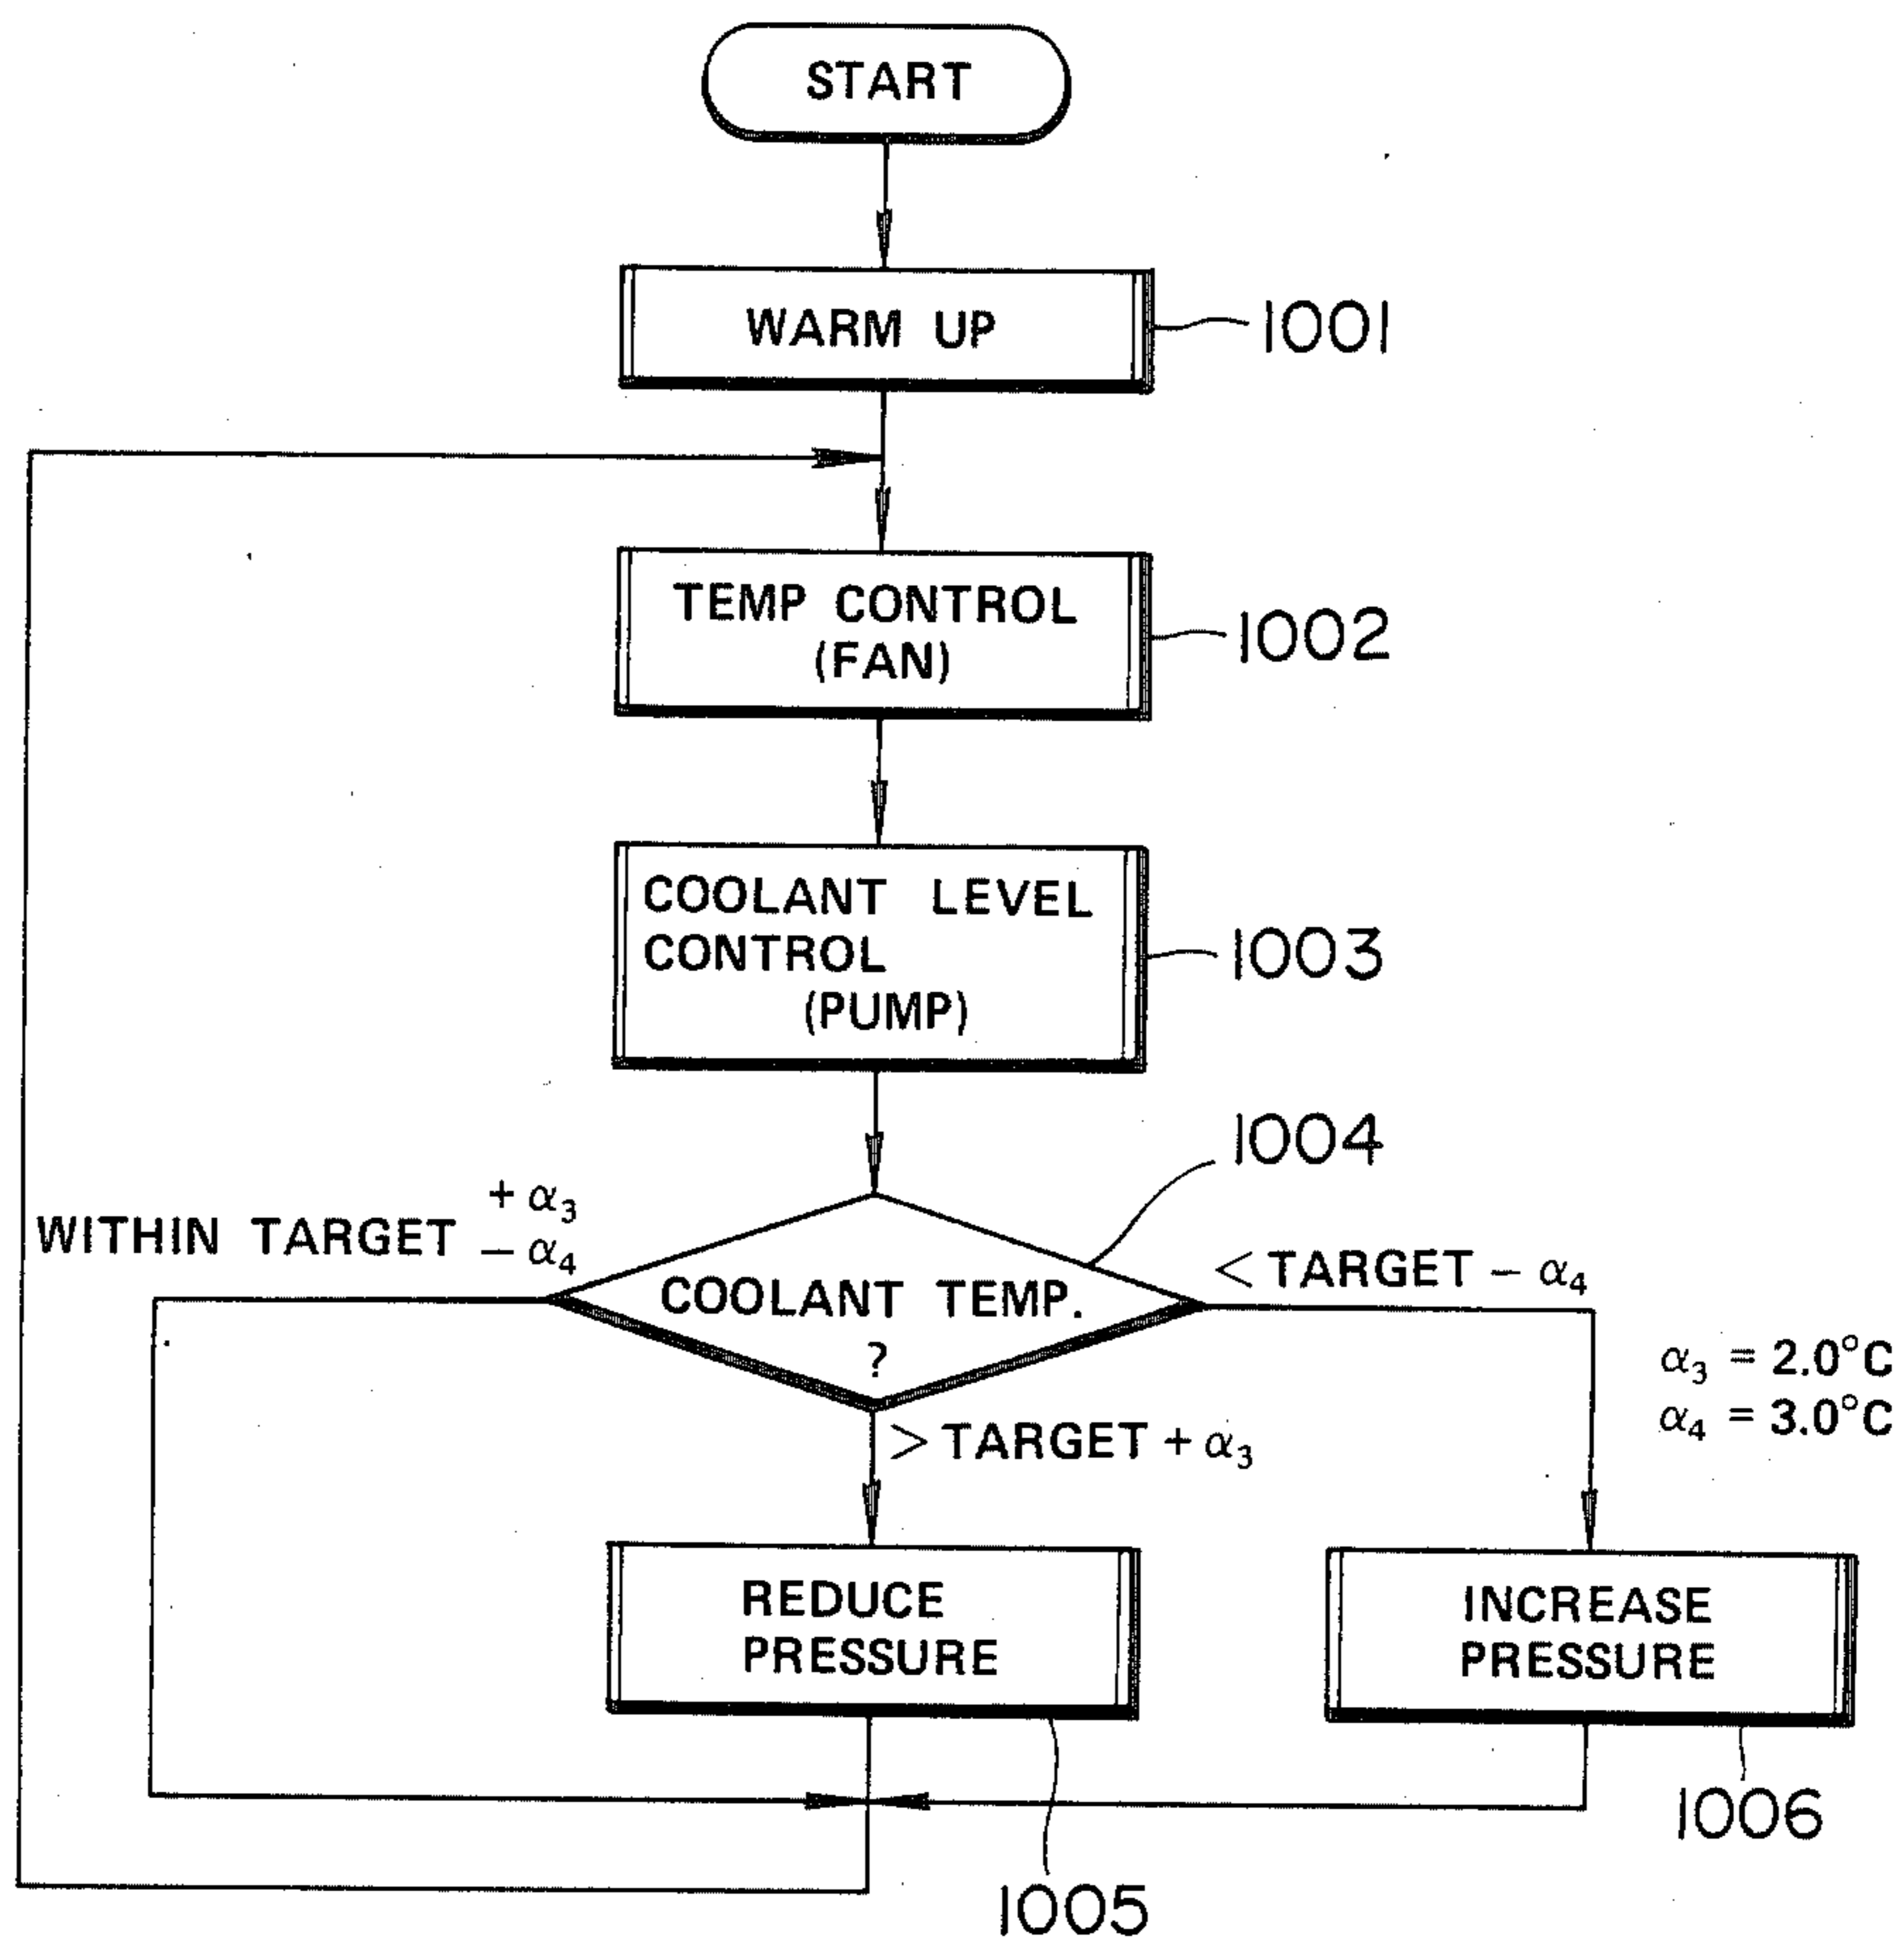 START
WARM UP
1001
TEMP CONTROL
(FAN)
1002
COOLANT LEVEL
CONTROL
(PUMP)
1003
1004
WITHIN TARGET + α₃
− α₄
< TARGET − α₄
COOLANT TEMP.
?
α₃ = 2.0°C
α₄ = 3.0°C
> TARGET + α₃
REDUCE
PRESSURE
INCREASE
PRESSURE
1006
1005